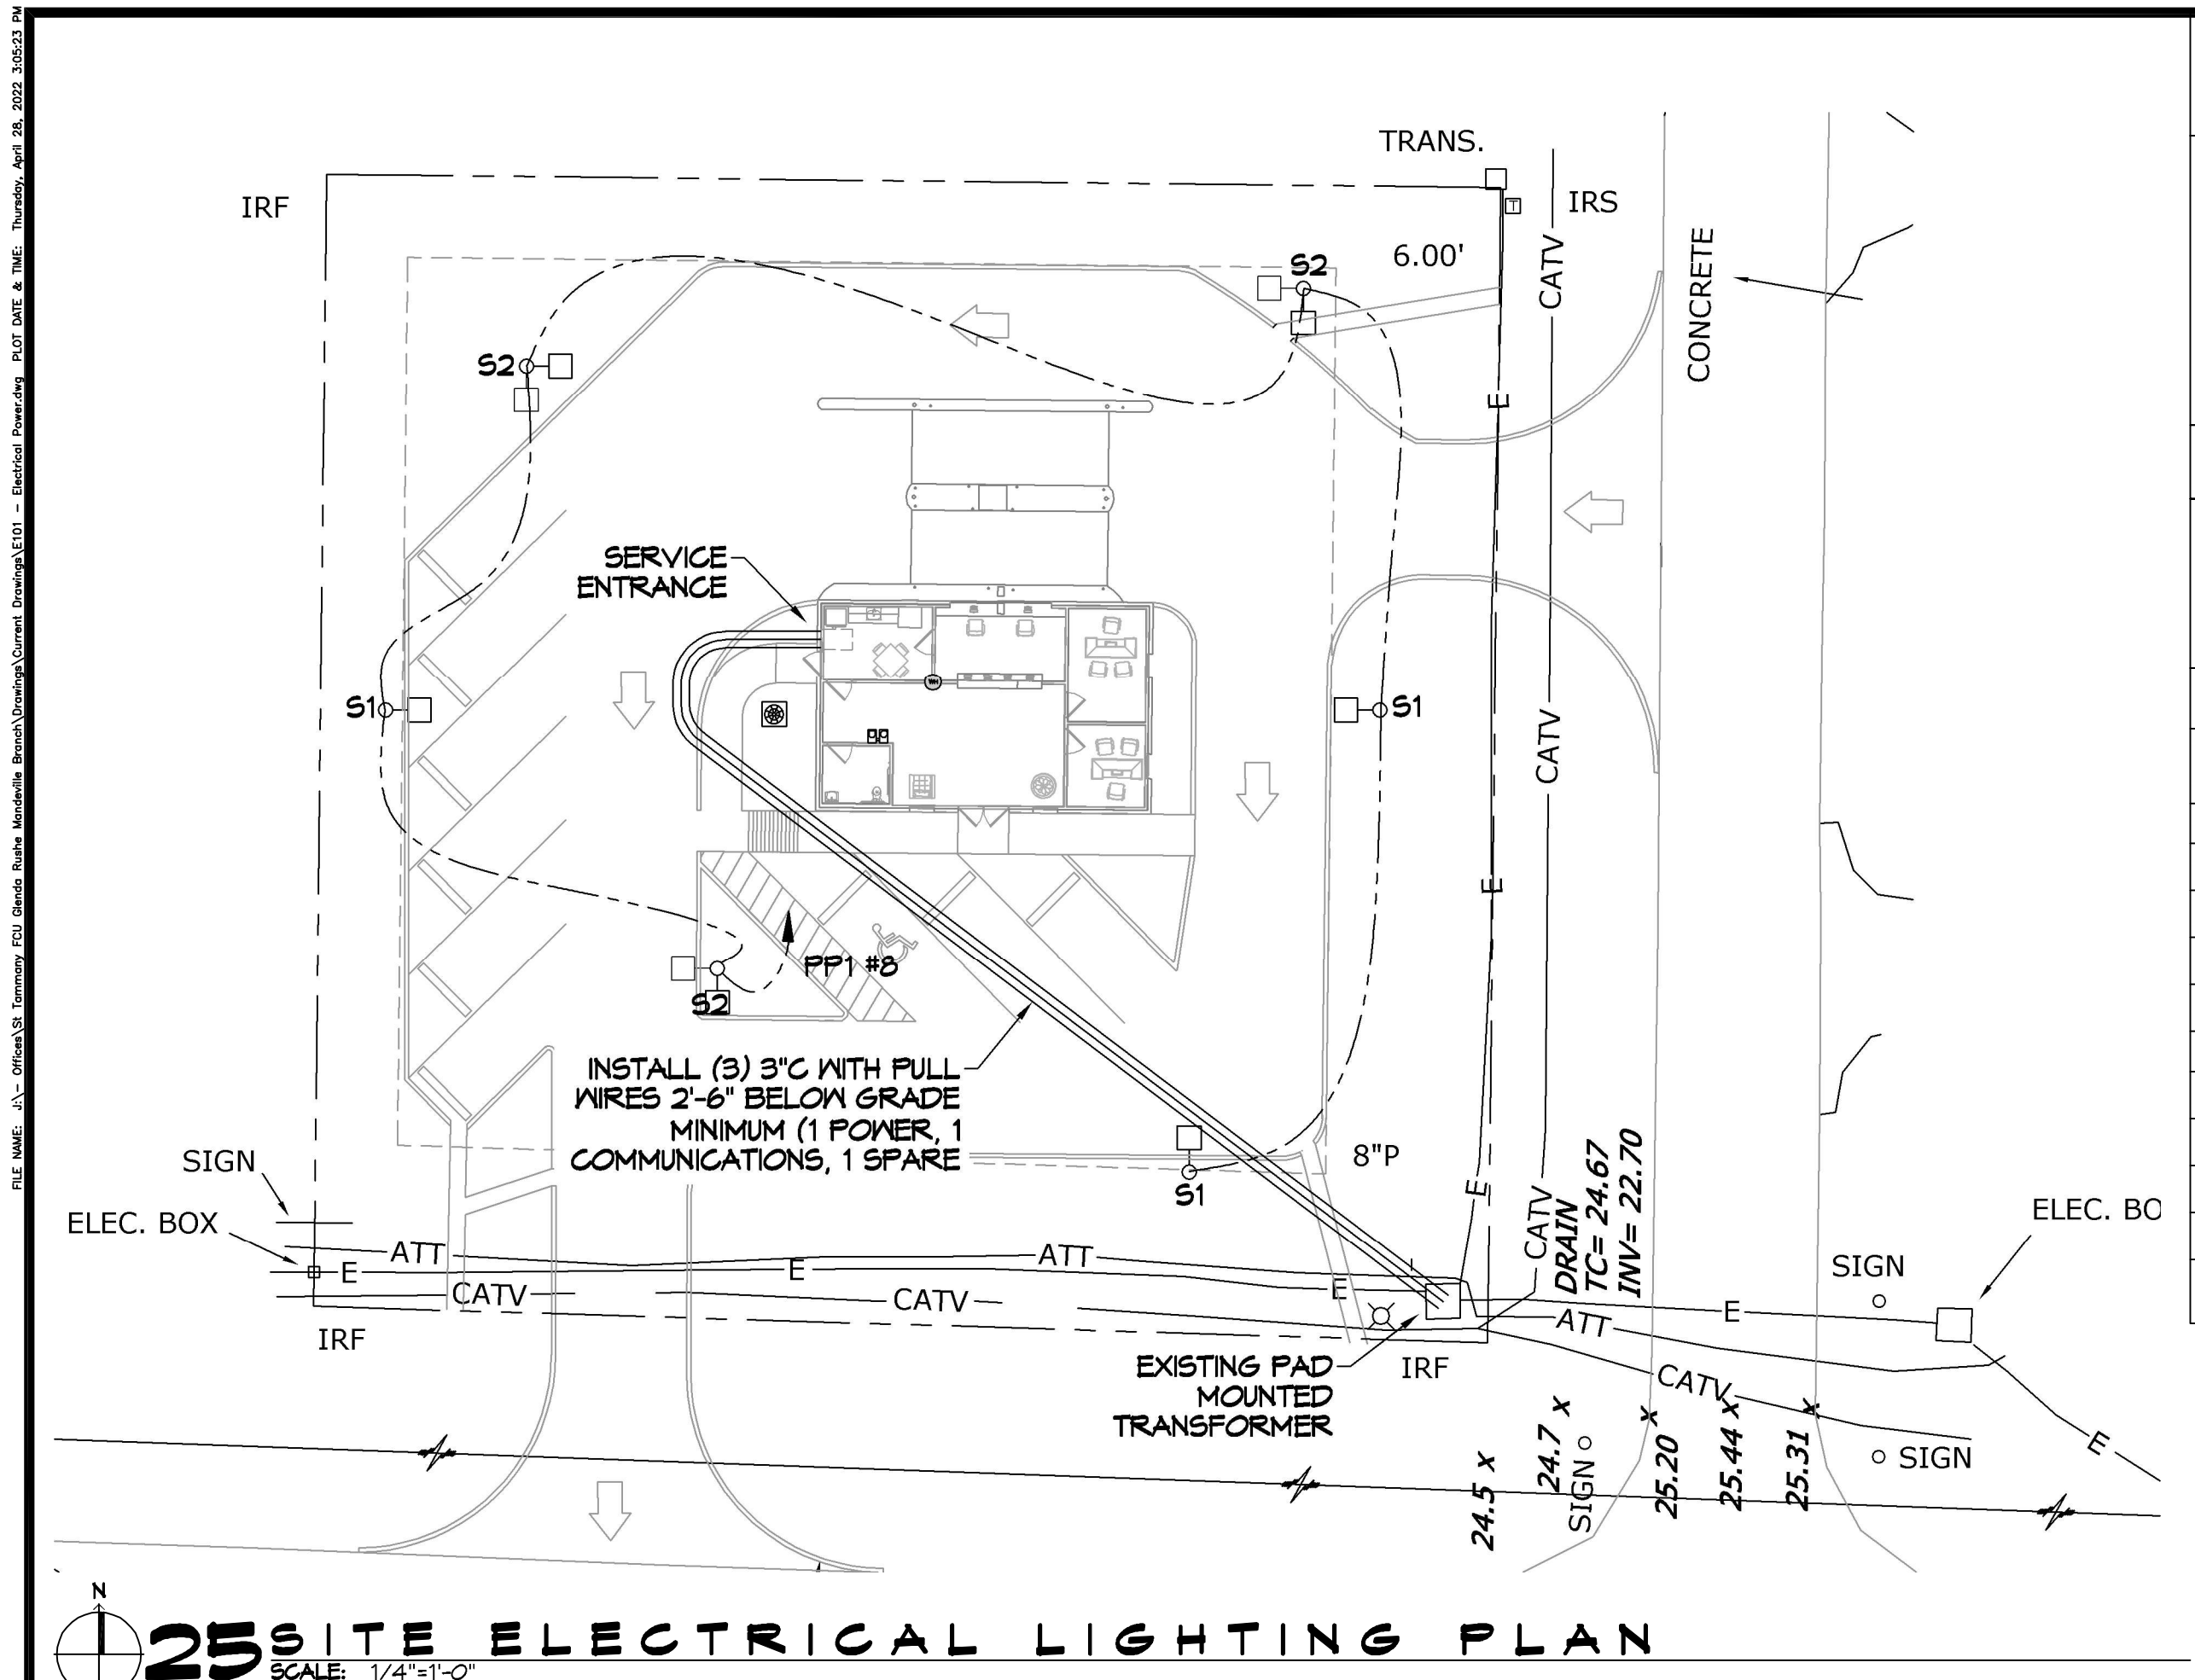 FILE NAME: J:\- Offices\St Tammany FCU Glenda Rushe Mandeville Branch\Drawings\Current Drawings\E101 - Electrical Power.dwg PLOT DATE & TIME: Thursday, April 28, 2022 3:05:23 PM
TRANS.
IRF
T
IRS
6.00'
CATV
CONCRETE
S2
S2
E
SERVICE
ENTRANCE
WH
S1
S1
CATV
E
PP1 #8
S2
INSTALL (3) 3"C WITH PULL
WIRES 2'-6" BELOW GRADE
MINIMUM (1 POWER, 1
COMMUNICATIONS, 1 SPARE
8"P
S1
E
CATV
DRAIN
TC= 24.67
INV= 22.70
SIGN
ELEC. BOX
ATT
ATT
E
E
E
CATV
CATV
IRF
EXISTING PAD
MOUNTED
TRANSFORMER
IRF
ELEC. BO
SIGN
E
ATT
CATV
E
SIGN
24.5 x
24.7 x
SIGN
25.20 x
25.44 x
25.31 x
N
25 SITE ELECTRICAL LIGHTING PLAN
SCALE: 1/4"=1'-0"